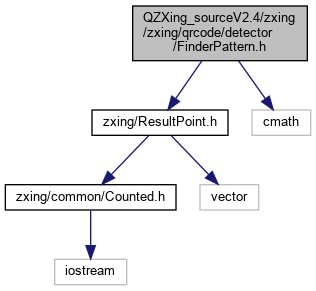 QZXing_sourceV2.4/zxing
/zxing/qrcode/detector
/FinderPattern.h
zxing/ResultPoint.h
cmath
zxing/common/Counted.h
vector
iostream